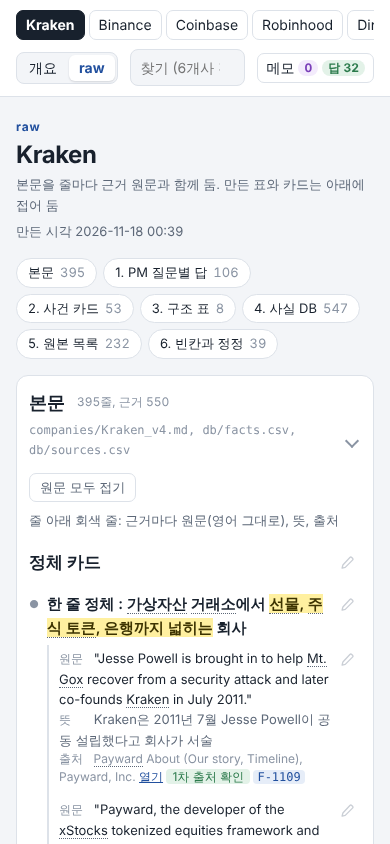 Kraken Binance Coinbase Robinhood
개요 raw 찾기 (6개사 메모 0 답 32
raw
Kraken
본문을 줄마다 근거 원문과 함께 둠. 만든 표와 카드는 아래에
접어 둠
만든 시각 2026-11-18 00:39
본문 395 1. PM 질문별 답 106
2. 사건 카드 53 3. 구조 표 8 4. 사실 DB 547
5. 원본 목록 232 6. 빈칸과 정정 39
본문 395줄, 근거 550
companies/Kraken_v4.md, db/facts.csv,
db/sources.csv
원문 모두 접기
줄 아래 회색 줄: 근거마다 원문(영어 그대로), 뜻, 출처
정체 카드
한 줄 정체 : 가상자산 거래소에서 선물, 주
식 토큰, 은행까지 넓히는 회사
원문 "Jesse Powell is brought in to help Mt.
Gox recover from a security attack and later
co-founds Kraken in July 2011."
뜻 Kraken은 2011년 7월 Jesse Powell이 공
동 설립했다고 회사가 서술
출처 Payward About (Our story, Timeline),
Payward, Inc. 열기 1차 출처 확인 F-1109
원문 "Payward, the developer of the
xStocks tokenized equities framework and